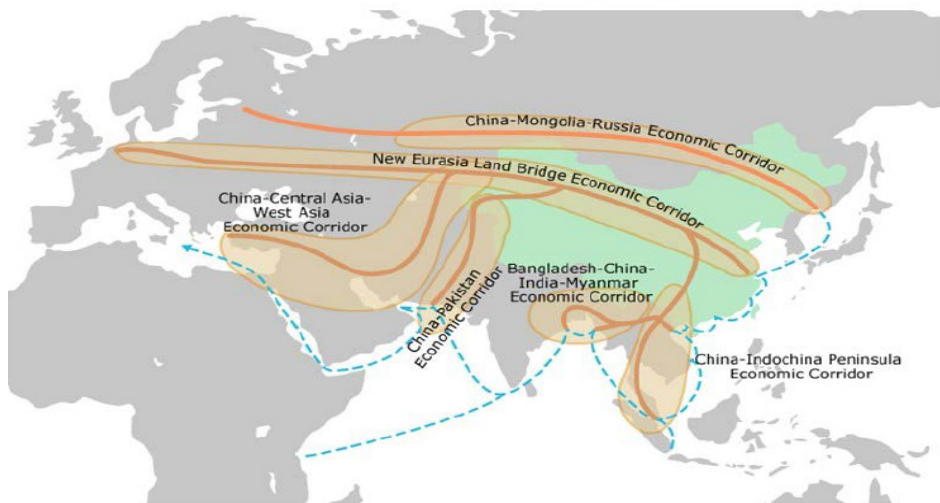 China-Mongolia-Russia Economic Corridor
New Eurasia Land Bridge Economic Corridor
China-Central Asia-
West Asia
Economic Corridor
China-Pakistan
Economic Corridor
Bangladesh-China-
India-Myanmar
Economic Corridor
China-Indochina Peninsula
Economic Corridor